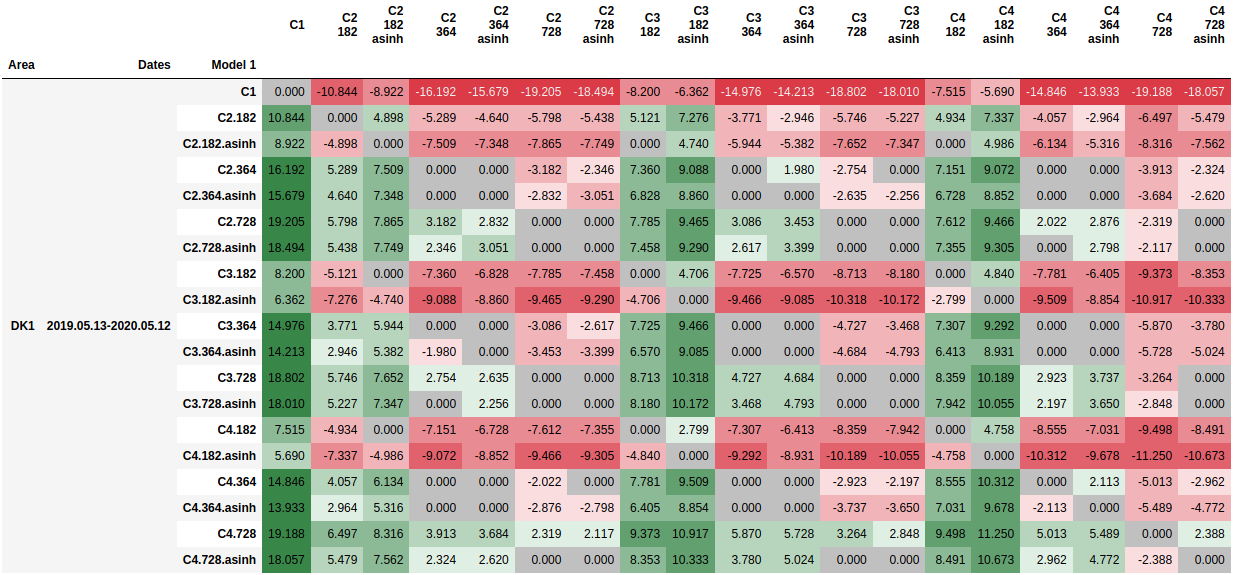 C1 C2 182 C2 182 asinh C2 364 C2 364 asinh C2 728 C2 728 asinh C3 182 C3 182 asinh C3 364 C3 364 asinh C3 728 C3 728 asinh C4 182 C4 182 asinh C4 364 C4 364 asinh C4 728 C4 728 asinh
Area Dates Model 1
C1 0.000 -10.844 -8.922 -16.192 -15.679 -19.205 -18.494 -8.200 -6.362 -14.976 -14.213 -18.802 -18.010 -7.515 -5.690 -14.846 -13.933 -19.188 -18.057
C2.182 10.844 0.000 4.898 -5.289 -4.640 -5.798 -5.438 5.121 7.276 -3.771 -2.946 -5.746 -5.227 4.934 7.337 -4.057 -2.964 -6.497 -5.479
C2.182.asinh 8.922 -4.898 0.000 -7.509 -7.348 -7.865 -7.749 0.000 4.740 -5.944 -5.382 -7.652 -7.347 0.000 4.986 -6.134 -5.316 -8.316 -7.562
C2.364 16.192 5.289 7.509 0.000 0.000 -3.182 -2.346 7.360 9.088 0.000 1.980 -2.754 0.000 7.151 9.072 0.000 0.000 -3.913 -2.324
C2.364.asinh 15.679 4.640 7.348 0.000 0.000 -2.832 -3.051 6.828 8.860 0.000 0.000 -2.635 -2.256 6.728 8.852 0.000 0.000 -3.684 -2.620
C2.728 19.205 5.798 7.865 3.182 2.832 0.000 0.000 7.785 9.465 3.086 3.453 0.000 0.000 7.612 9.466 2.022 2.876 -2.319 0.000
C2.728.asinh 18.494 5.438 7.749 2.346 3.051 0.000 0.000 7.458 9.290 2.617 3.399 0.000 0.000 7.355 9.305 0.000 2.798 -2.117 0.000
C3.182 8.200 -5.121 0.000 -7.360 -6.828 -7.785 -7.458 0.000 4.706 -7.725 -6.570 -8.713 -8.180 0.000 4.840 -7.781 -6.405 -9.373 -8.353
C3.182.asinh 6.362 -7.276 -4.740 -9.088 -8.860 -9.465 -9.290 -4.706 0.000 -9.466 -9.085 -10.318 -10.172 -2.799 0.000 -9.509 -8.854 -10.917 -10.333
DK1 2019.05.13-2020.05.12 C3.364 14.976 3.771 5.944 0.000 0.000 -3.086 -2.617 7.725 9.466 0.000 0.000 -4.727 -3.468 7.307 9.292 0.000 0.000 -5.870 -3.780
C3.364.asinh 14.213 2.946 5.382 -1.980 0.000 -3.453 -3.399 6.570 9.085 0.000 0.000 -4.684 -4.793 6.413 8.931 0.000 0.000 -5.728 -5.024
C3.728 18.802 5.746 7.652 2.754 2.635 0.000 0.000 8.713 10.318 4.727 4.684 0.000 0.000 8.359 10.189 2.923 3.737 -3.264 0.000
C3.728.asinh 18.010 5.227 7.347 0.000 2.256 0.000 0.000 8.180 10.172 3.468 4.793 0.000 0.000 7.942 10.055 2.197 3.650 -2.848 0.000
C4.182 7.515 -4.934 0.000 -7.151 -6.728 -7.612 -7.355 0.000 2.799 -7.307 -6.413 -8.359 -7.942 0.000 4.758 -8.555 -7.031 -9.498 -8.491
C4.182.asinh 5.690 -7.337 -4.986 -9.072 -8.852 -9.466 -9.305 -4.840 0.000 -9.292 -8.931 -10.189 -10.055 -4.758 0.000 -10.312 -9.678 -11.250 -10.673
C4.364 14.846 4.057 6.134 0.000 0.000 -2.022 0.000 7.781 9.509 0.000 0.000 -2.923 -2.197 8.555 10.312 0.000 2.113 -5.013 -2.962
C4.364.asinh 13.933 2.964 5.316 0.000 0.000 -2.876 -2.798 6.405 8.854 0.000 0.000 -3.737 -3.650 7.031 9.678 -2.113 0.000 -5.489 -4.772
C4.728 19.188 6.497 8.316 3.913 3.684 2.319 2.117 9.373 10.917 5.870 5.728 3.264 2.848 9.498 11.250 5.013 5.489 0.000 2.388
C4.728.asinh 18.057 5.479 7.562 2.324 2.620 0.000 0.000 8.353 10.333 3.780 5.024 0.000 0.000 8.491 10.673 2.962 4.772 -2.388 0.000